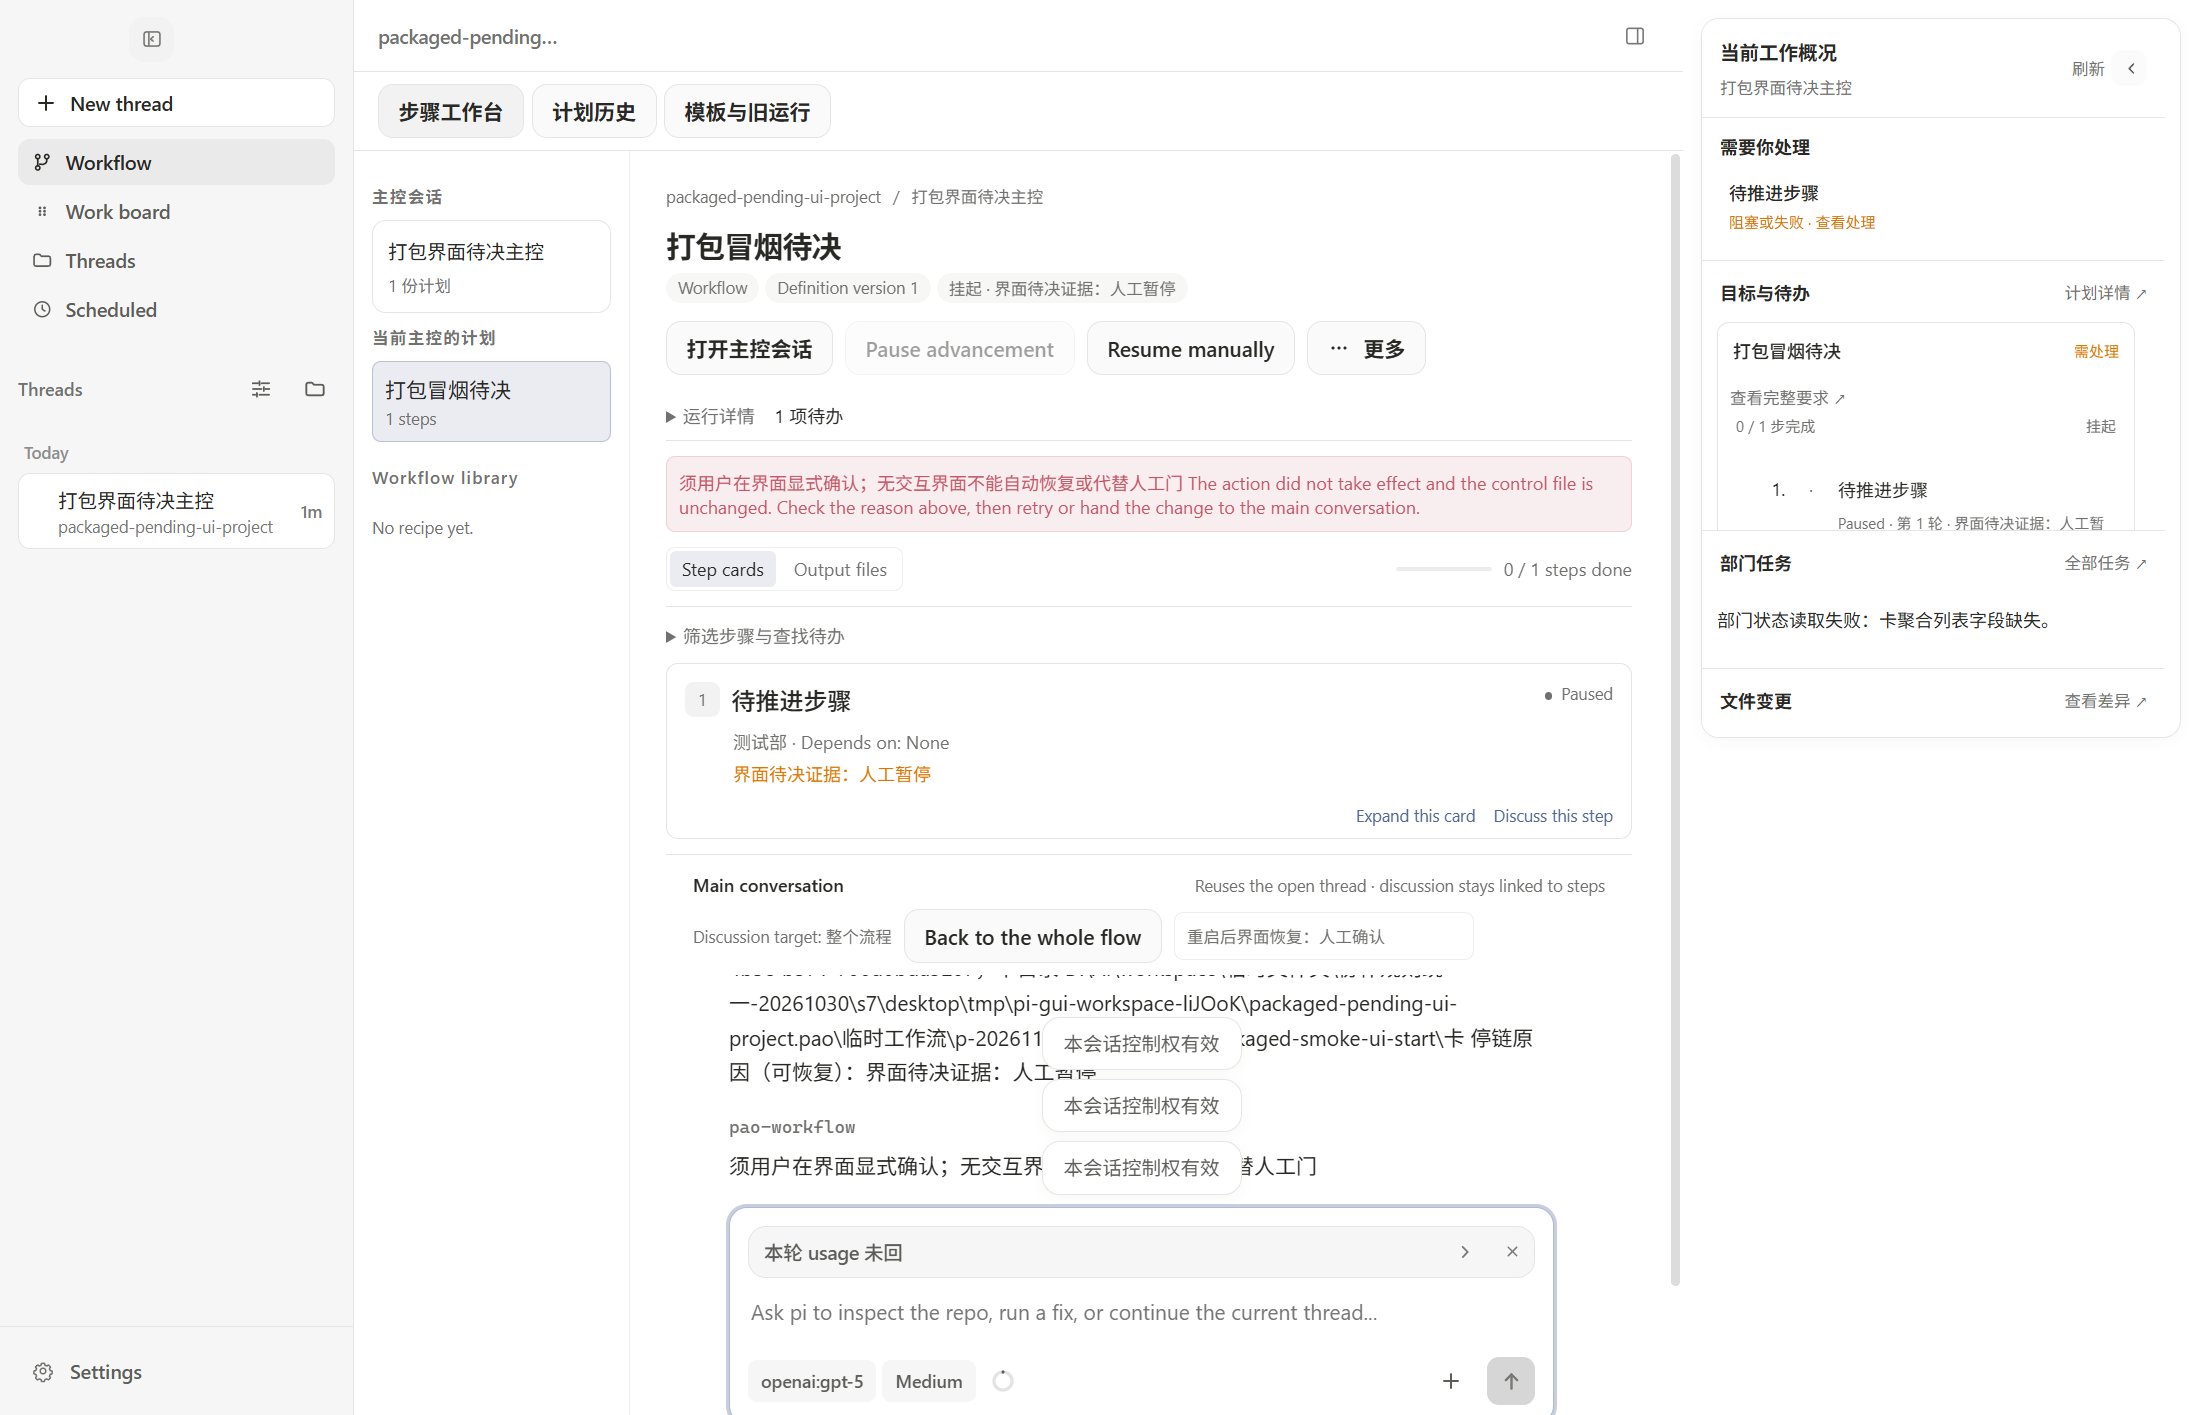 New thread
Workflow
Work board
Threads
Scheduled
Threads
Today
打包界面待决主控
packaged-pending-ui-project
1m
Settings
packaged-pending...
步骤工作台
计划历史
模板与旧运行
主控会话
打包界面待决主控
1 份计划
当前主控的计划
打包冒烟待决
1 steps
Workflow library
No recipe yet.
packaged-pending-ui-project / 打包界面待决主控
打包冒烟待决
Workflow
Definition version 1
挂起 · 界面待决证据：人工暂停
打开主控会话
Pause advancement
Resume manually
··· 更多
▶ 运行详情 1 项待办
须用户在界面显式确认；无交互界面不能自动恢复或代替人工门 The action did not take effect and the control file is
unchanged. Check the reason above, then retry or hand the change to the main conversation.
Step cards
Output files
0 / 1 steps done
▶ 筛选步骤与查找待办
1
待推进步骤
Paused
测试部 · Depends on: None
界面待决证据：人工暂停
Expand this card
Discuss this step
Main conversation
Reuses the open thread · discussion stays linked to steps
Discussion target: 整个流程
Back to the whole flow
重启后界面恢复：人工确认
一-20261030\s7\desktop\tmp\pi-gui-workspace-liJOoK\packaged-pending-ui-
project.pao\临时工作流\p-202611
kaged-smoke-ui-start\卡 停链原
因（可恢复）：界面待决证据：人工暂停
本会话控制权有效
本会话控制权有效
本会话控制权有效
pao-workflow
须用户在界面显式确认；无交互界
替人工门
本轮 usage 未回
Ask pi to inspect the repo, run a fix, or continue the current thread...
openai:gpt-5
Medium
当前工作概况
打包界面待决主控
刷新
需要你处理
待推进步骤
阻塞或失败 · 查看处理
目标与待办
计划详情 ↗
打包冒烟待决
需处理
查看完整要求 ↗
0 / 1 步完成
挂起
1. · 待推进步骤
Paused · 第 1 轮 · 界面待决证据：人工暂
部门任务
全部任务 ↗
部门状态读取失败：卡聚合列表字段缺失。
文件变更
查看差异 ↗